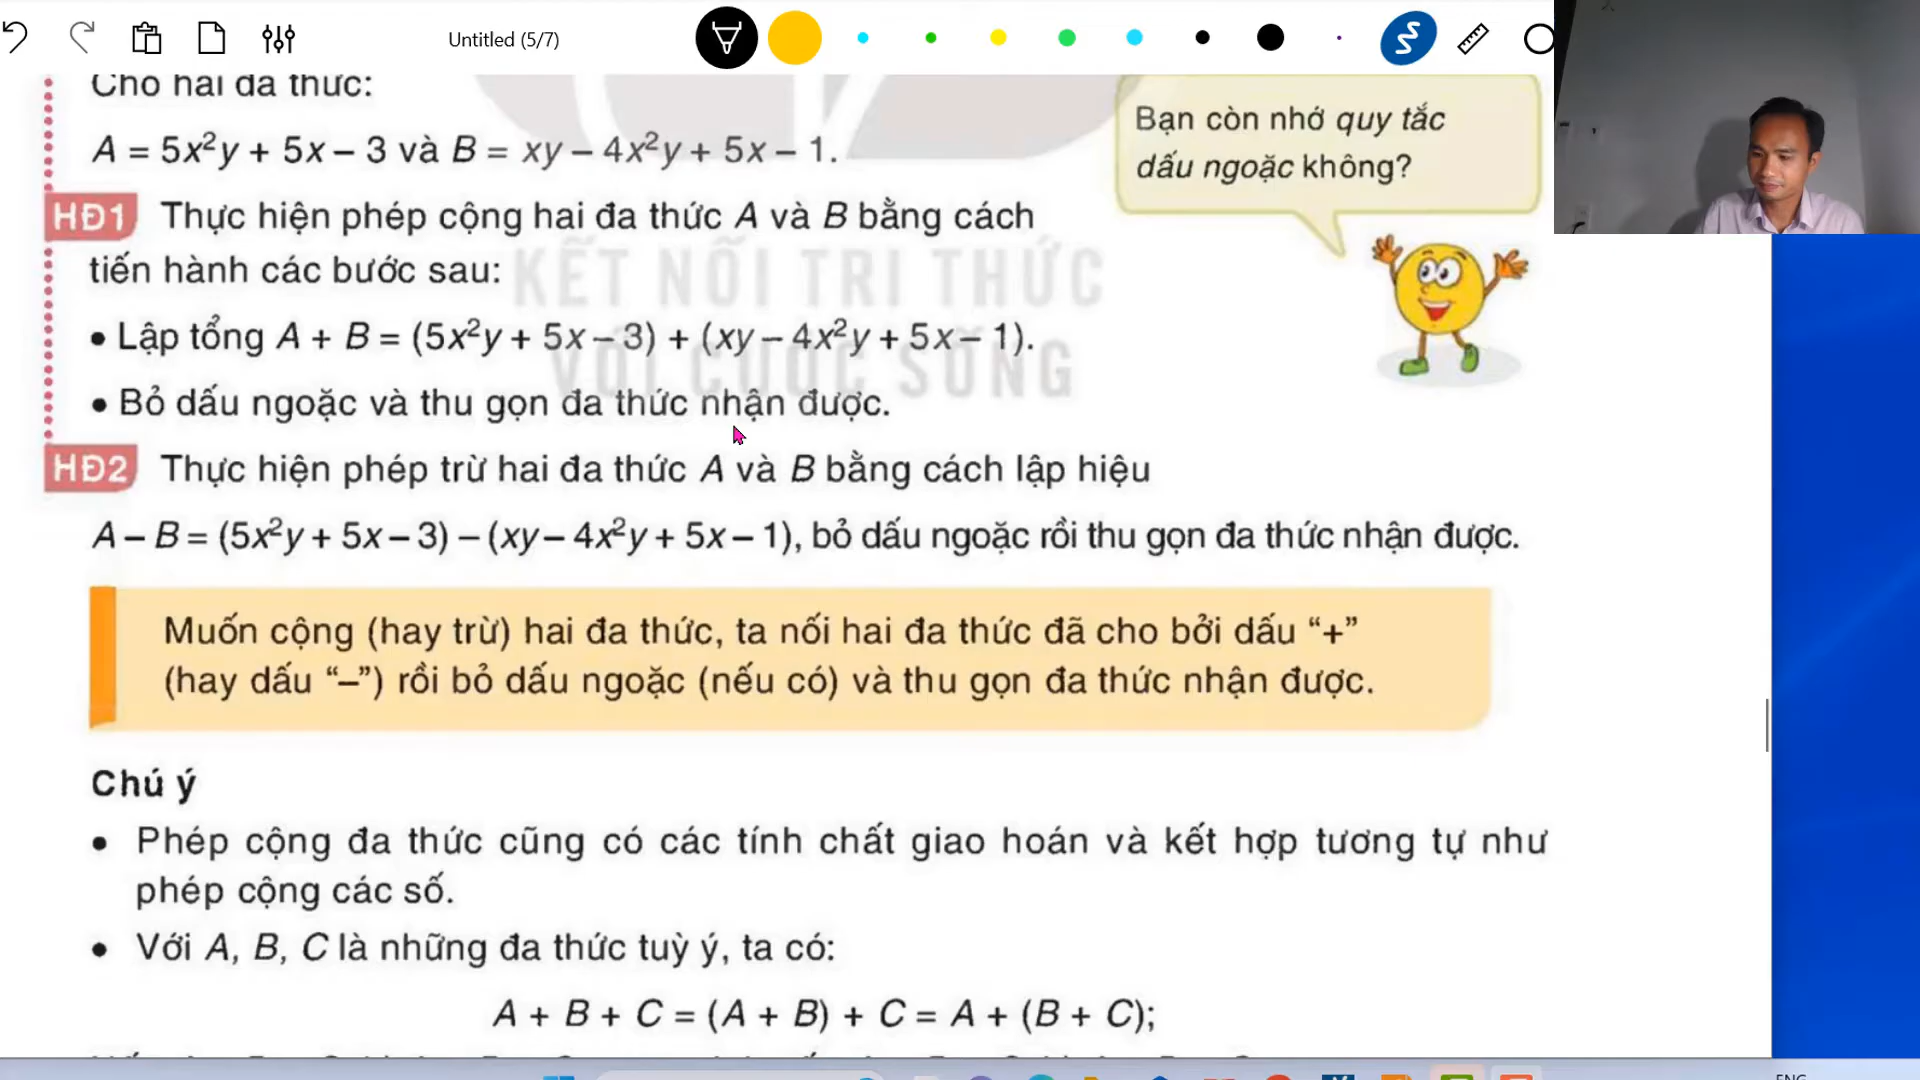 Untitled (5/7)
Cho hai đa thức:
A = 5x²y + 5x – 3 và B = xy – 4x²y + 5x – 1.
Bạn còn nhớ quy tắc
dấu ngoặc không?
HĐ1 Thực hiện phép cộng hai đa thức A và B bằng cách
tiến hành các bước sau:
KẾT NỐI TRI THỨC
VỚI CUỘC SỐNG
• Lập tổng A + B = (5x²y + 5x – 3) + (xy – 4x²y + 5x – 1).
• Bỏ dấu ngoặc và thu gọn đa thức nhận được.
HĐ2 Thực hiện phép trừ hai đa thức A và B bằng cách lập hiệu
A – B = (5x²y + 5x – 3) – (xy – 4x²y + 5x – 1), bỏ dấu ngoặc rồi thu gọn đa thức nhận được.
Muốn cộng (hay trừ) hai đa thức, ta nối hai đa thức đã cho bởi dấu “+”
(hay dấu “–”) rồi bỏ dấu ngoặc (nếu có) và thu gọn đa thức nhận được.
Chú ý
• Phép cộng đa thức cũng có các tính chất giao hoán và kết hợp tương tự như
phép cộng các số.
• Với A, B, C là những đa thức tuỳ ý, ta có:
A + B + C = (A + B) + C = A + (B + C);
ENG